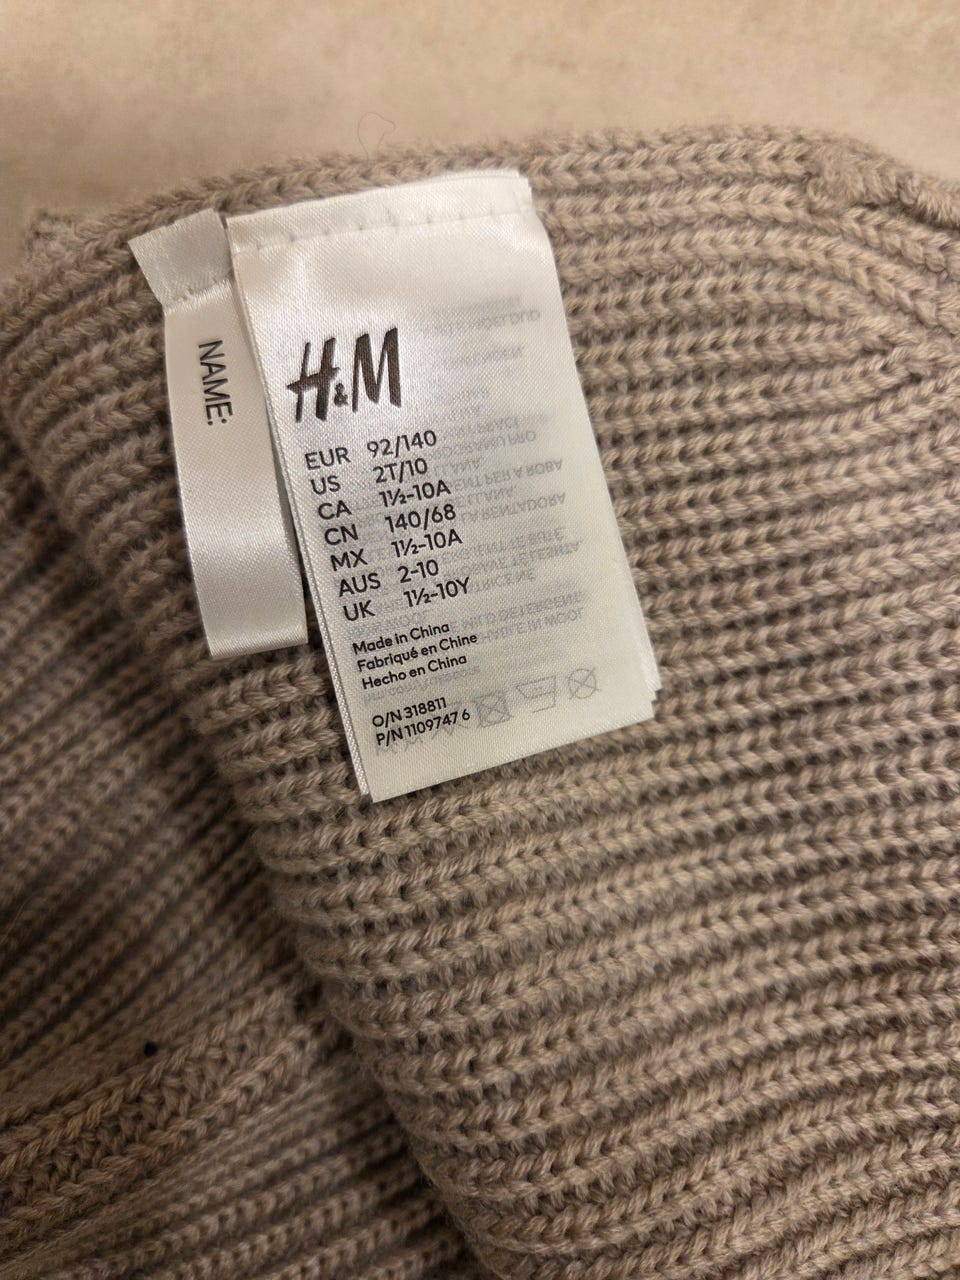 NAME:
H&M
EUR 92/140
US 2T/10
CA 1½-10A
CN 140/68
MX 1½-10A
AUS 2-10
UK 1½-10Y
Made in China
Fabriqué en Chine
Hecho en China
O/N 318811
P/N 1109747 6